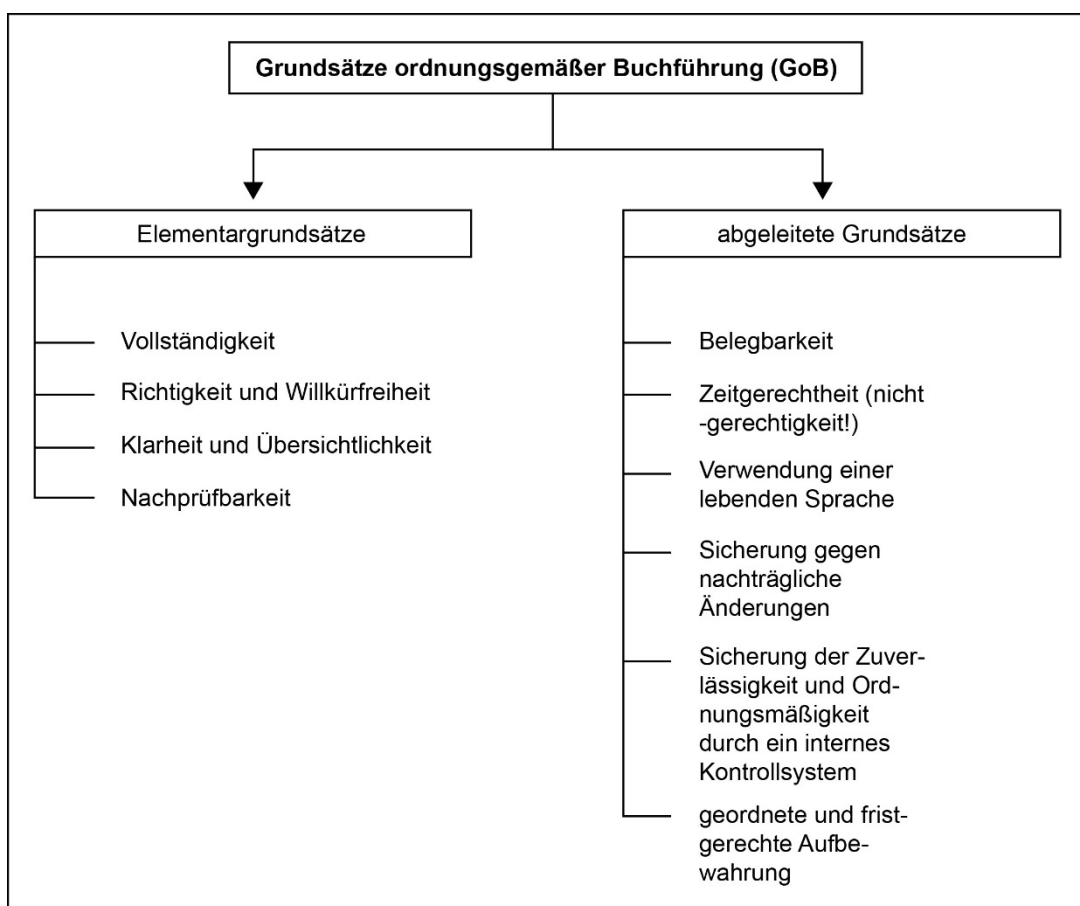 Grundsätze ordnungsgemäßer Buchführung (GoB)
Elementargrundsätze
Vollständigkeit
Richtigkeit und Willkürfreiheit
Klarheit und Übersichtlichkeit
Nachprüfbarkeit
abgeleitete Grundsätze
Belegbarkeit
Zeitgerechtheit (nicht
-gerechtigkeit!)
Verwendung einer
lebenden Sprache
Sicherung gegen
nachträgliche
Änderungen
Sicherung der Zuver-
lässigkeit und Ord-
nungsmäßigkeit
durch ein internes
Kontrollsystem
geordnete und frist-
gerechte Aufbe-
wahrung